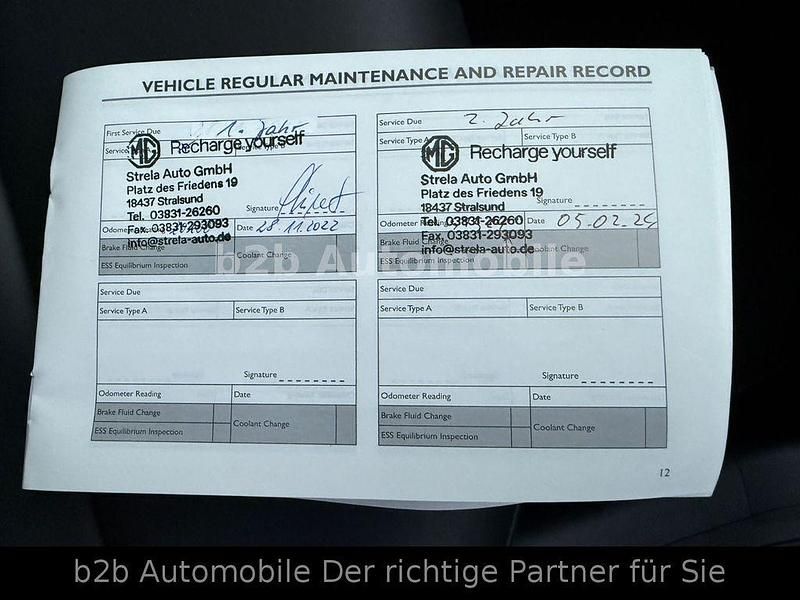 VEHICLE REGULAR MAINTENANCE AND REPAIR RECORD
First Service Due 1. Jahr
MG Recharge yourself
Strela Auto GmbH
Platz des Friedens 19
18437 Stralsund
Signature
Tel. 03831-26260
Fax. 03831-293093
Date 28.11.2022
info@strela-auto.de
Brake Fluid Change
Coolant Change
ESS Equilibrium Inspection
Service Due 2. Jahr
Service Type A Service Type B
MG Recharge yourself
Strela Auto GmbH
Platz des Friedens 19
18437 Stralsund
Signature
Tel. 03831-26260
Odometer Reading Date 05.02.24
Fax. 03831-293093
Brake Fluid Change
info@strela-auto.de
Coolant Change
ESS Equilibrium Inspection
b2b Automobile
Service Due
Service Type A Service Type B
Signature
Odometer Reading Date
Brake Fluid Change
Coolant Change
ESS Equilibrium Inspection
Service Due
Service Type A Service Type B
Signature
Odometer Reading Date
Brake Fluid Change
Coolant Change
ESS Equilibrium Inspection
12
b2b Automobile Der richtige Partner für Sie